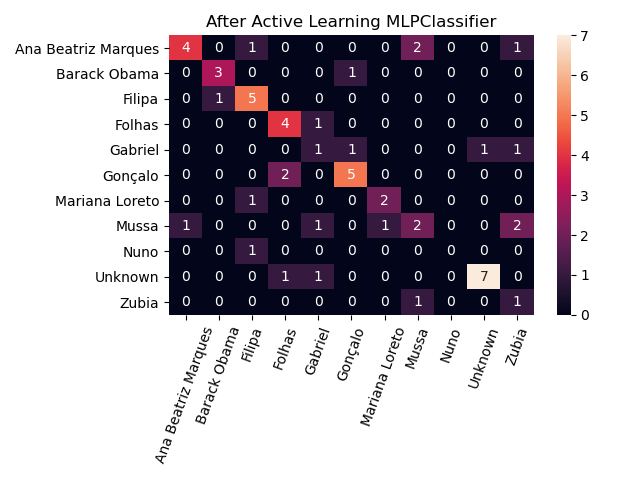 After Active Learning MLPClassifier
Ana Beatriz Marques 4 0 1 0 0 0 0 2 0 0 1
Barack Obama 0 3 0 0 0 1 0 0 0 0 0
Filipa 0 1 5 0 0 0 0 0 0 0 0
Folhas 0 0 0 4 1 0 0 0 0 0 0
Gabriel 0 0 0 0 1 1 0 0 0 1 1
Gonçalo 0 0 0 2 0 5 0 0 0 0 0
Mariana Loreto 0 0 1 0 0 0 2 0 0 0 0
Mussa 1 0 0 0 1 0 1 2 0 0 2
Nuno 0 0 1 0 0 0 0 0 0 0 0
Unknown 0 0 0 1 1 0 0 0 0 7 0
Zubia 0 0 0 0 0 0 0 1 0 0 1
Ana Beatriz Marques
Barack Obama
Filipa
Folhas
Gabriel
Gonçalo
Mariana Loreto
Mussa
Nuno
Unknown
Zubia
7
6
5
4
3
2
1
0